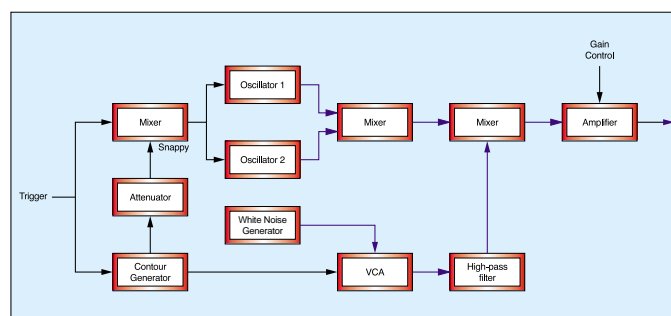 Gain
Control
Oscillator 1
Mixer
Snappy
Mixer
Mixer
Amplifier
Oscillator 2
Trigger
Attenuator
White Noise
Generator
Contour
Generator
VCA
High-pass
filter